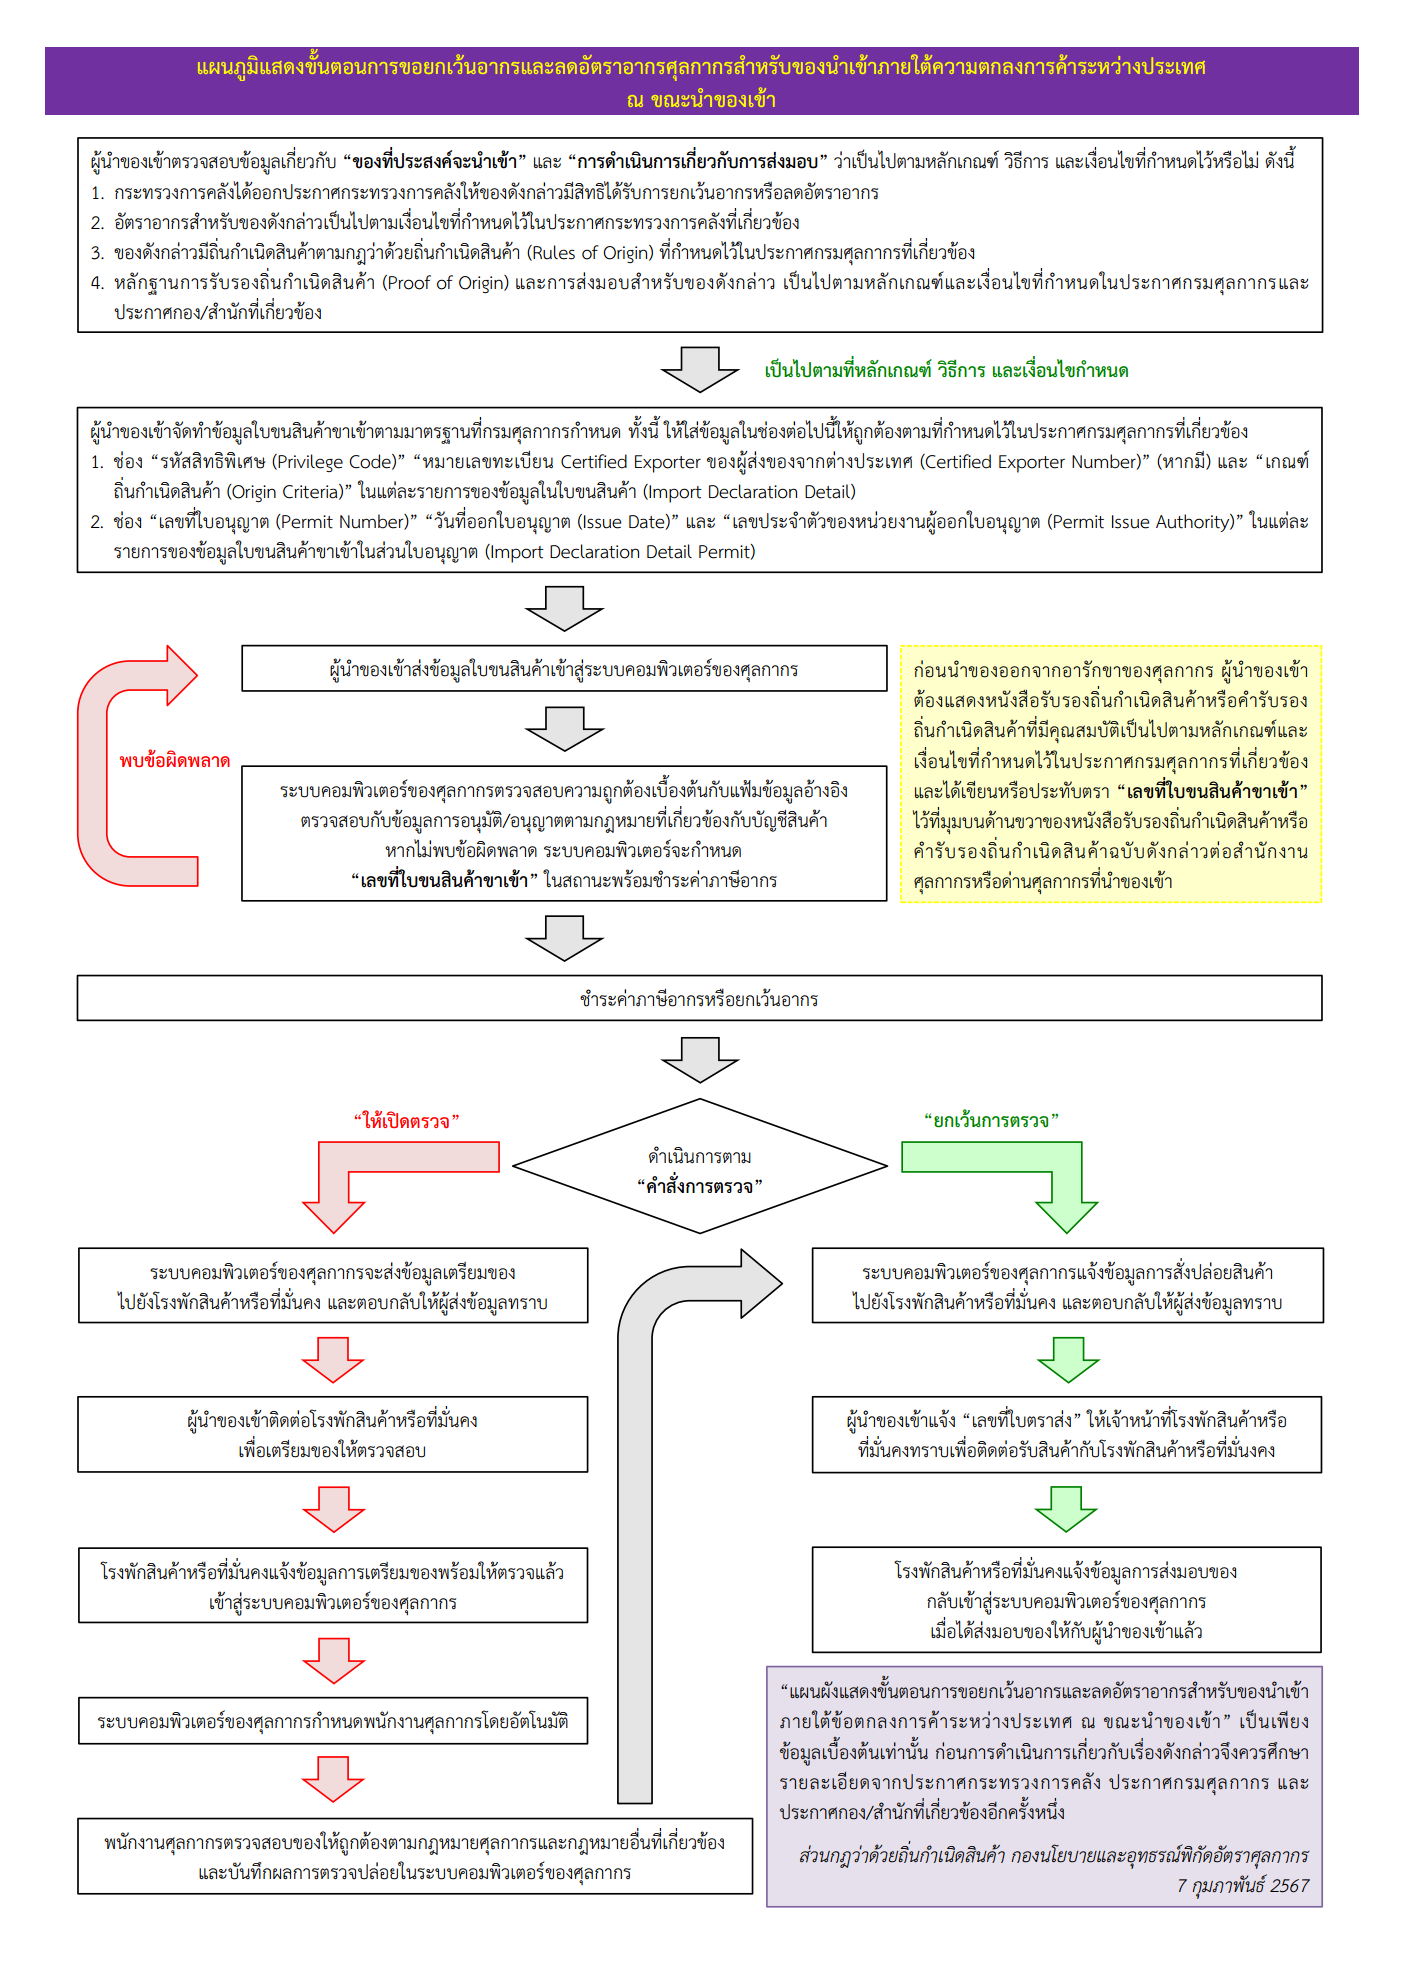 แผนภูมิแสดงขั้นตอนการขอยกเว้นอากรและลดอัตราอากรศุลกากรสำหรับของนำเข้าภายใต้ความตกลงการค้าระหว่างประเทศ
ณ ขณะนำของเข้า
ผู้นำของเข้าตรวจสอบข้อมูลเกี่ยวกับ “ของที่ประสงค์จะนำเข้า” และ “การดำเนินการเกี่ยวกับการส่งมอบ” ว่าเป็นไปตามหลักเกณฑ์ วิธีการ และเงื่อนไขที่กำหนดไว้หรือไม่ ดังนี้
1. กระทรวงการคลังได้ออกประกาศกระทรวงการคลังให้ของดังกล่าวมีสิทธิได้รับการยกเว้นอากรหรือลดอัตราอากร
2. อัตราอากรสำหรับของดังกล่าวเป็นไปตามเงื่อนไขที่กำหนดไว้ในประกาศกระทรวงการคลังที่เกี่ยวข้อง
3. ของดังกล่าวมีถิ่นกำเนิดสินค้าตามกฎว่าด้วยถิ่นกำเนิดสินค้า (Rules of Origin) ที่กำหนดไว้ในประกาศกรมศุลกากรที่เกี่ยวข้อง
4. หลักฐานการรับรองถิ่นกำเนิดสินค้า (Proof of Origin) และการส่งมอบสำหรับของดังกล่าว เป็นไปตามหลักเกณฑ์และเงื่อนไขที่กำหนดในประกาศกรมศุลกากรและ
ประกาศกอง/สำนักที่เกี่ยวข้อง
เป็นไปตามที่หลักเกณฑ์ วิธีการ และเงื่อนไขกำหนด
ผู้นำของเข้าจัดทำข้อมูลใบขนสินค้าขาเข้าตามมาตรฐานที่กรมศุลกากรกำหนด ทั้งนี้ ให้ใส่ข้อมูลในช่องต่อไปนี้ให้ถูกต้องตามที่กำหนดไว้ในประกาศกรมศุลกากรที่เกี่ยวข้อง
1. ช่อง “รหัสสิทธิพิเศษ (Privilege Code)” “หมายเลขทะเบียน Certified Exporter ของผู้ส่งของจากต่างประเทศ (Certified Exporter Number)” (หากมี) และ “เกณฑ์
ถิ่นกำเนิดสินค้า (Origin Criteria)” ในแต่ละรายการของข้อมูลในใบขนสินค้า (Import Declaration Detail)
2. ช่อง “เลขที่ใบอนุญาต (Permit Number)” “วันที่ออกใบอนุญาต (Issue Date)” และ “เลขประจำตัวของหน่วยงานผู้ออกใบอนุญาต (Permit Issue Authority)” ในแต่ละ
รายการของข้อมูลใบขนสินค้าขาเข้าในส่วนใบอนุญาต (Import Declaration Detail Permit)
ผู้นำของเข้าส่งข้อมูลใบขนสินค้าเข้าสู่ระบบคอมพิวเตอร์ของศุลกากร
พบข้อผิดพลาด
ระบบคอมพิวเตอร์ของศุลกากรตรวจสอบความถูกต้องเบื้องต้นกับแฟ้มข้อมูลอ้างอิง
ตรวจสอบกับข้อมูลการอนุมัติ/อนุญาตตามกฎหมายที่เกี่ยวข้องกับบัญชีสินค้า
หากไม่พบข้อผิดพลาด ระบบคอมพิวเตอร์จะกำหนด
“เลขที่ใบขนสินค้าขาเข้า” ในสถานะพร้อมชำระค่าภาษีอากร
ก่อนนำของออกจากอารักขาของศุลกากร ผู้นำของเข้า
ต้องแสดงหนังสือรับรองถิ่นกำเนิดสินค้าหรือคำรับรอง
ถิ่นกำเนิดสินค้าที่มีคุณสมบัติเป็นไปตามหลักเกณฑ์และ
เงื่อนไขที่กำหนดไว้ในประกาศกรมศุลกากรที่เกี่ยวข้อง
และได้เขียนหรือประทับตรา “เลขที่ใบขนสินค้าขาเข้า”
ไว้ที่มุมบนด้านขวาของหนังสือรับรองถิ่นกำเนิดสินค้าหรือ
คำรับรองถิ่นกำเนิดสินค้าฉบับดังกล่าวต่อสำนักงาน
ศุลกากรหรือด่านศุลกากรที่นำของเข้า
ชำระค่าภาษีอากรหรือยกเว้นอากร
ดำเนินการตาม
“คำสั่งการตรวจ”
“ให้เปิดตรวจ”
ระบบคอมพิวเตอร์ของศุลกากรจะส่งข้อมูลเตรียมของ
ไปยังโรงพักสินค้าหรือที่มั่นคง และตอบกลับให้ผู้ส่งข้อมูลทราบ
ผู้นำของเข้าติดต่อโรงพักสินค้าหรือที่มั่นคง
เพื่อเตรียมของให้ตรวจสอบ
โรงพักสินค้าหรือที่มั่นคงแจ้งข้อมูลการเตรียมของพร้อมให้ตรวจแล้ว
เข้าสู่ระบบคอมพิวเตอร์ของศุลกากร
ระบบคอมพิวเตอร์ของศุลกากรกำหนดพนักงานศุลกากรโดยอัตโนมัติ
พนักงานศุลกากรตรวจสอบของให้ถูกต้องตามกฎหมายศุลกากรและกฎหมายอื่นที่เกี่ยวข้อง
และบันทึกผลการตรวจปล่อยในระบบคอมพิวเตอร์ของศุลกากร
“ยกเว้นการตรวจ”
ระบบคอมพิวเตอร์ของศุลกากรแจ้งข้อมูลการสั่งปล่อยสินค้า
ไปยังโรงพักสินค้าหรือที่มั่นคง และตอบกลับให้ผู้ส่งข้อมูลทราบ
ผู้นำของเข้าแจ้ง “เลขที่ใบตราส่ง” ให้เจ้าหน้าที่โรงพักสินค้าหรือ
ที่มั่นคงทราบเพื่อติดต่อรับสินค้ากับโรงพักสินค้าหรือที่มั่นงคง
โรงพักสินค้าหรือที่มั่นคงแจ้งข้อมูลการส่งมอบของ
กลับเข้าสู่ระบบคอมพิวเตอร์ของศุลกากร
เมื่อได้ส่งมอบของให้กับผู้นำของเข้าแล้ว
“แผนผังแสดงขั้นตอนการขอยกเว้นอากรและลดอัตราอากรสำหรับของนำเข้า
ภายใต้ข้อตกลงการค้าระหว่างประเทศ ณ ขณะนำของเข้า” เป็นเพียง
ข้อมูลเบื้องต้นเท่านั้น ก่อนการดำเนินการเกี่ยวกับเรื่องดังกล่าวจึงควรศึกษา
รายละเอียดจากประกาศกระทรวงการคลัง ประกาศกรมศุลกากร และ
ประกาศกอง/สำนักที่เกี่ยวข้องอีกครั้งหนึ่ง
ส่วนกฎว่าด้วยถิ่นกำเนิดสินค้า กองนโยบายและอุทธรณ์พิกัดอัตราศุลกากร
7 กุมภาพันธ์ 2567